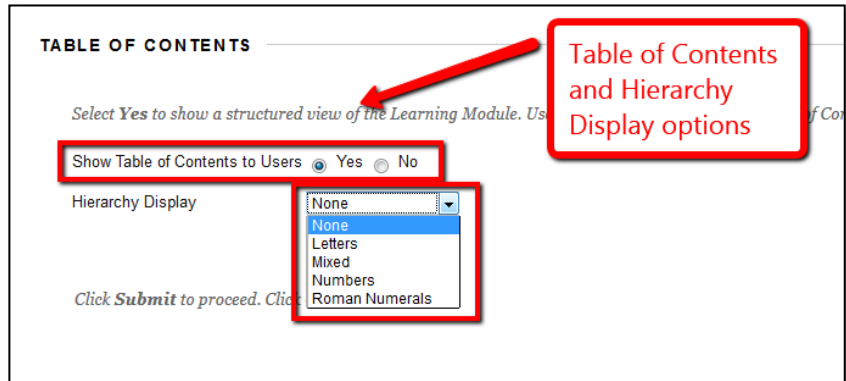 TABLE OF CONTENTS
Table of Contents
and Hierarchy
Display options
Select Yes to show a structured view of the Learning Module. of
Show Table of Contents to Users Yes No
Hierarchy Display None
None
Letters
Mixed
Numbers
Roman Numerals
Click Submit to proceed. Click